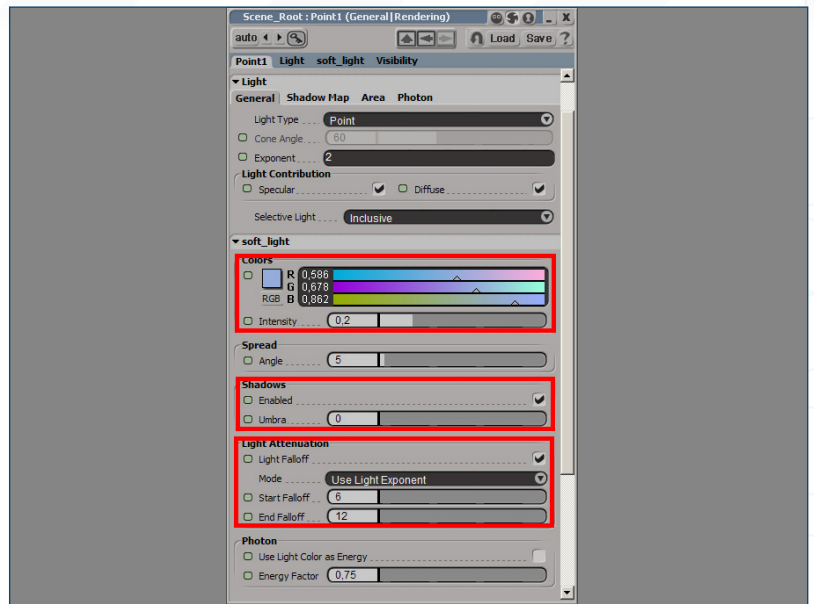 Scene_Root : Point1 (General|Rendering)
auto Load Save ?
Point1 Light soft_light Visibility
Light
General Shadow Map Area Photon
Light Type .... Point
Cone Angle.... 60
Exponent .... 2
Light Contribution
Specular Diffuse
Selective Light .... Inclusive
soft_light
Colors
R 0,586
G 0,678
RGB B 0,862
Intensity .... 0,2
Spread
Angle 5
Shadows
Enabled
Umbra 0
Light Attenuation
Light Falloff
Mode Use Light Exponent
Start Falloff 6
End Falloff 12
Photon
Use Light Color as Energy
Energy Factor 0,75